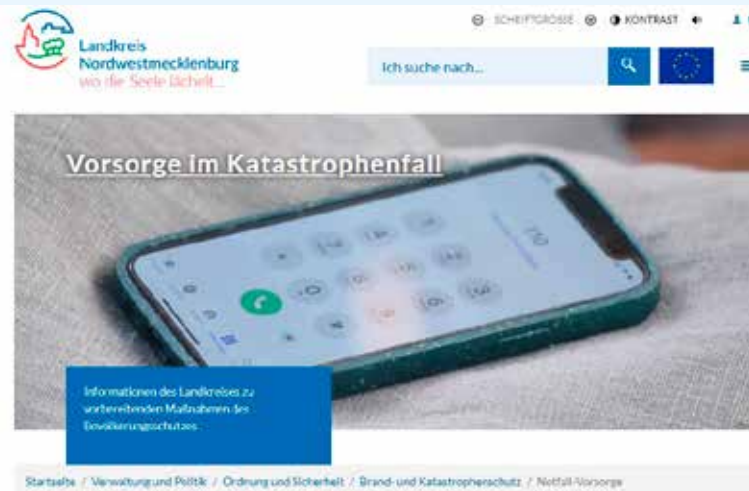 SCHRIFTGRÖSSE KONTRAST
Landkreis
Nordwestmecklenburg
wo die Seele lächelt...
Ich suche nach...
Vorsorge im Katastrophenfall
Informationen des Landkreises zu
vorbereitenden Maßnahmen des
Bevölkerungsschutzes
Startseite / Verwaltung und Politik / Ordnung und Sicherheit / Brand- und Katastrophenschutz / Notfall-Vorsorge